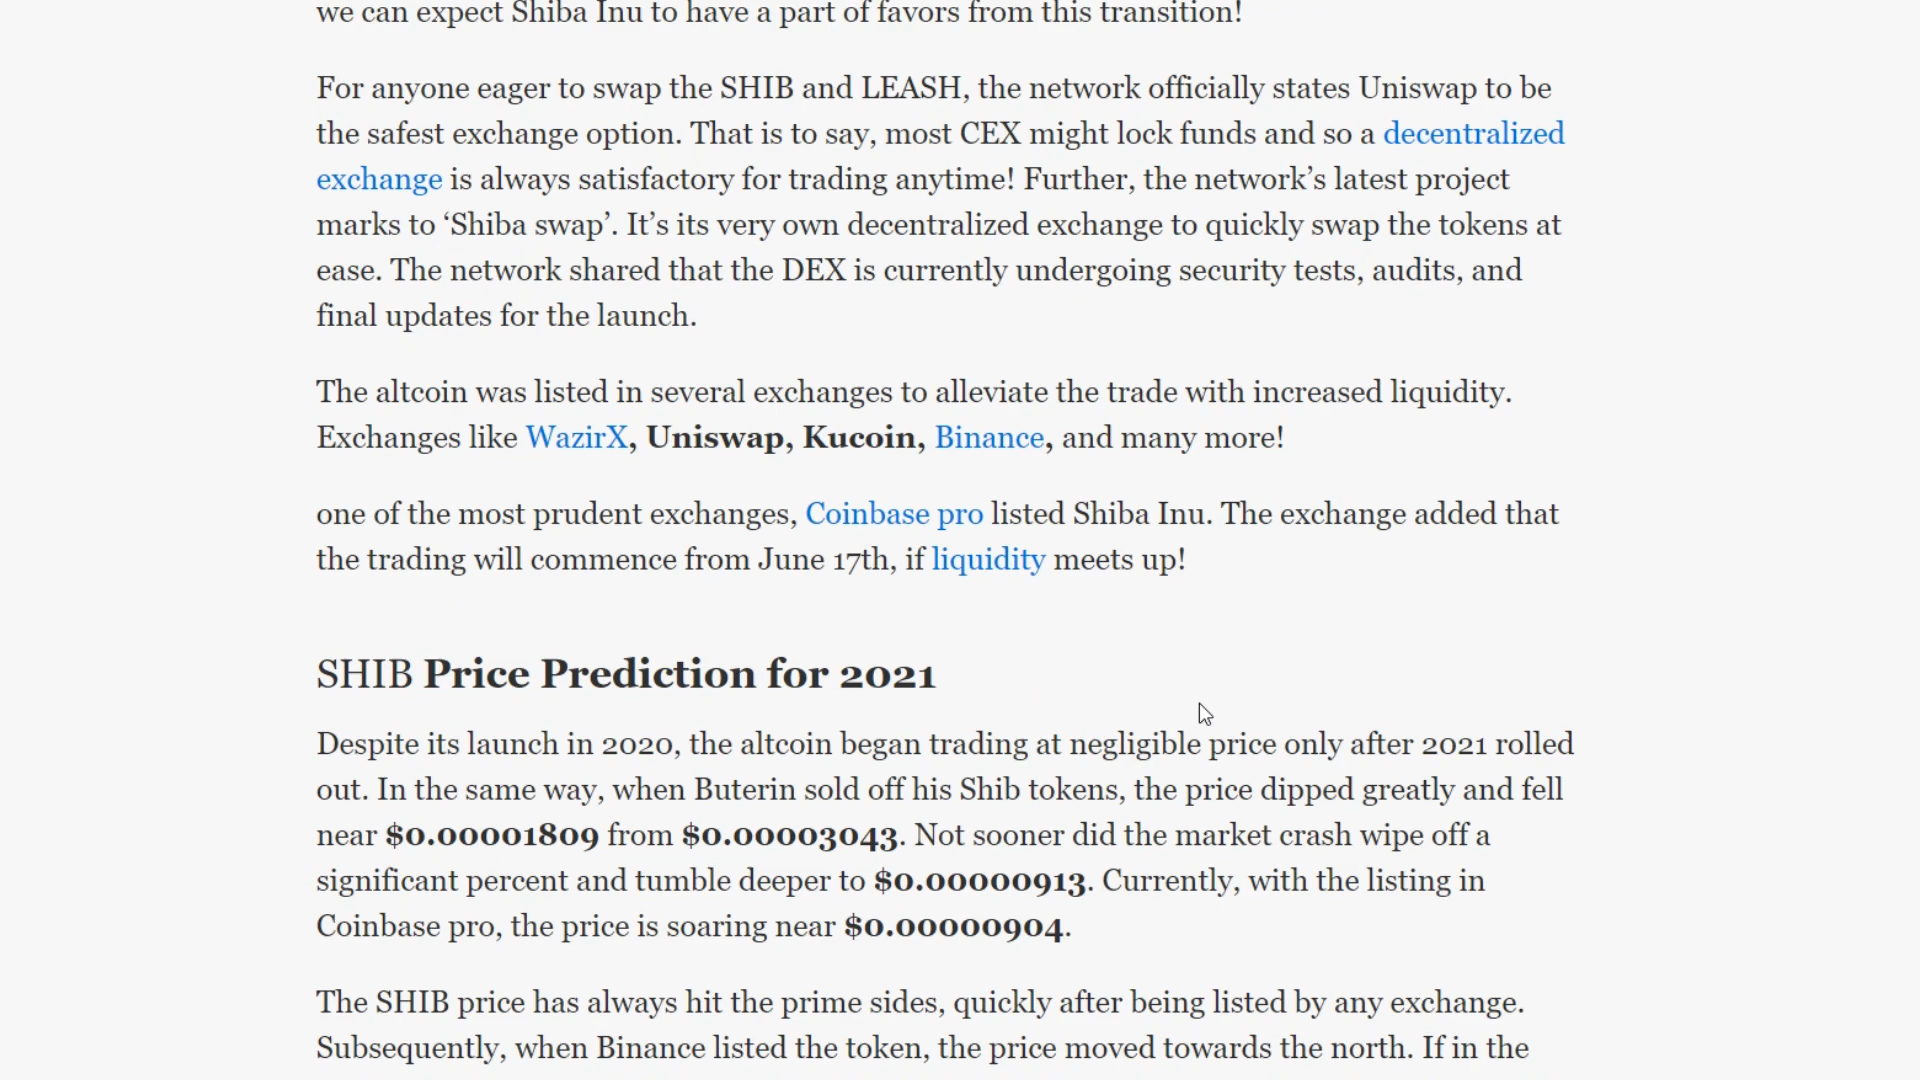 we can expect Shiba Inu to have a part of favors from this transition!
For anyone eager to swap the SHIB and LEASH, the network officially states Uniswap to be
the safest exchange option. That is to say, most CEX might lock funds and so a decentralized
exchange is always satisfactory for trading anytime! Further, the network’s latest project
marks to ‘Shiba swap’. It’s its very own decentralized exchange to quickly swap the tokens at
ease. The network shared that the DEX is currently undergoing security tests, audits, and
final updates for the launch.
The altcoin was listed in several exchanges to alleviate the trade with increased liquidity.
Exchanges like WazirX, Uniswap, Kucoin, Binance, and many more!
one of the most prudent exchanges, Coinbase pro listed Shiba Inu. The exchange added that
the trading will commence from June 17th, if liquidity meets up!
SHIB Price Prediction for 2021
Despite its launch in 2020, the altcoin began trading at negligible price only after 2021 rolled
out. In the same way, when Buterin sold off his Shib tokens, the price dipped greatly and fell
near $0.00001809 from $0.00003043. Not sooner did the market crash wipe off a
significant percent and tumble deeper to $0.00000913. Currently, with the listing in
Coinbase pro, the price is soaring near $0.00000904.
The SHIB price has always hit the prime sides, quickly after being listed by any exchange.
Subsequently, when Binance listed the token, the price moved towards the north. If in the